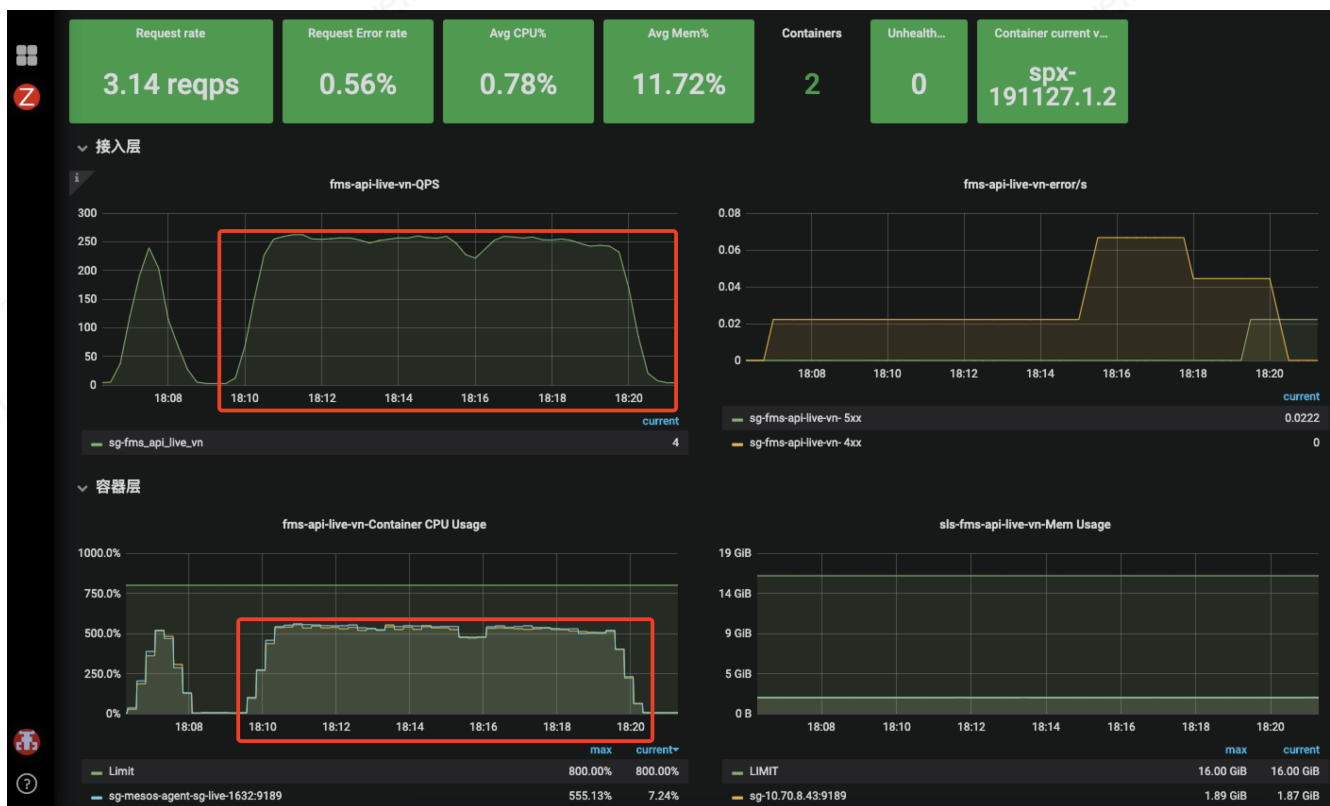 Request rate
3.14 reqps
Request Error rate
0.56%
Avg CPU%
0.78%
Avg Mem%
11.72%
Containers
2
Unhealth...
0
Container current v...
spx-
191127.1.2
Z
接入层
i
fms-api-live-vn-QPS
300
250
200
150
100
50
0
18:08 18:10 18:12 18:14 18:16 18:18 18:20
current
sg-fms_api_live_vn 4
fms-api-live-vn-error/s
0.08
0.06
0.04
0.02
0
18:08 18:10 18:12 18:14 18:16 18:18 18:20
current
sg-fms-api-live-vn- 5xx 0.0222
sg-fms-api-live-vn- 4xx 0
容器层
fms-api-live-vn-Container CPU Usage
1000.0%
750.0%
500.0%
250.0%
0%
18:08 18:10 18:12 18:14 18:16 18:18 18:20
max current
Limit 800.00% 800.00%
sg-mesos-agent-sg-live-1632:9189 555.13% 7.24%
sls-fms-api-live-vn-Mem Usage
19 GiB
14 GiB
9 GiB
5 GiB
0 B
18:08 18:10 18:12 18:14 18:16 18:18 18:20
max current
LIMIT 16.00 GiB 16.00 GiB
sg-10.70.8.43:9189 1.89 GiB 1.87 GiB
?